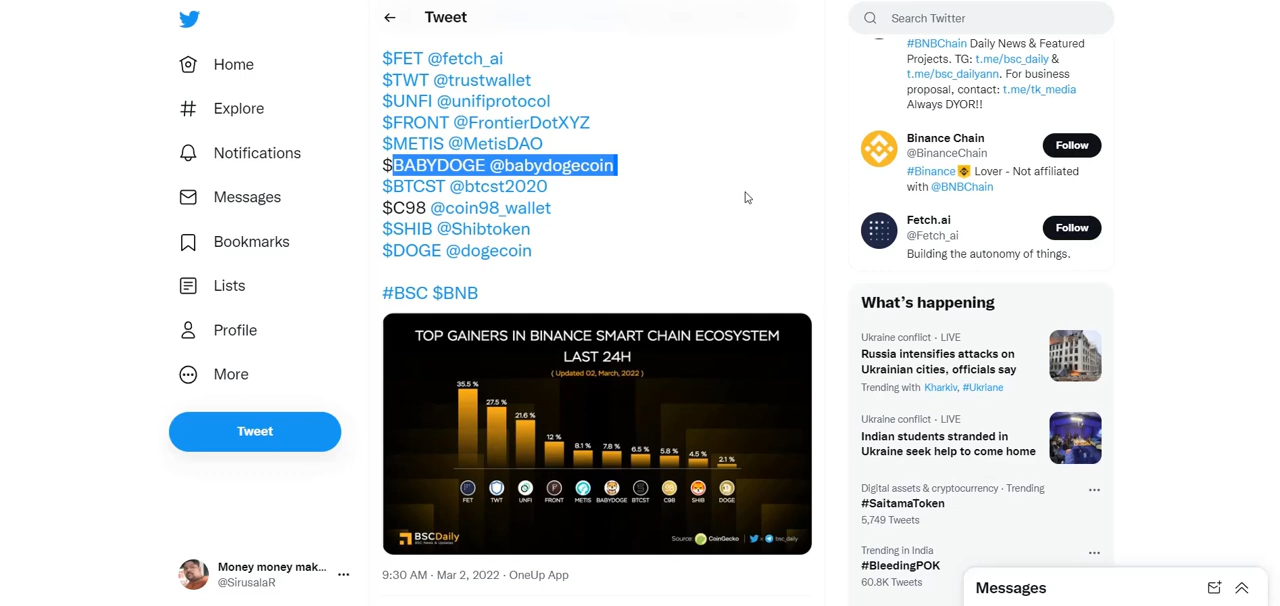 Tweet
Search Twitter
Home
Explore
Notifications
Messages
Bookmarks
Lists
Profile
More
Tweet
Money money mak...
@SirusalaR
$FET @fetch_ai
$TWT @trustwallet
$UNFI @unifiprotocol
$FRONT @FrontierDotXYZ
$METIS @MetisDAO
$BABYDOGE @babydogecoin
$BTCST @btcst2020
$C98 @coin98_wallet
$SHIB @Shibtoken
$DOGE @dogecoin
#BSC $BNB
TOP GAINERS IN BINANCE SMART CHAIN ECOSYSTEM
LAST 24H
( Updated 02, March, 2022 )
35.5 %
27.5 %
21.6 %
12 %
8.1 %
7.8 %
6.5 %
5.8 %
4.5 %
2.1 %
FET
TWT
UNFI
FRONT
METIS
BABYDOGE
BTCST
C98
SHIB
DOGE
BSCDaily
BSC News & Updates
Source: CoinGecko
bsc_daily
9:30 AM · Mar 2, 2022 · OneUp App
#BNBChain Daily News & Featured
Projects. TG: t.me/bsc_daily &
t.me/bsc_dailyann. For business
proposal, contact: t.me/tk_media
Always DYOR!!
Binance Chain
@BinanceChain
Follow
#Binance Lover - Not affiliated
with @BNBChain
Fetch.ai
@Fetch_ai
Follow
Building the autonomy of things.
What's happening
Ukraine conflict · LIVE
Russia intensifies attacks on
Ukrainian cities, officials say
Trending with Kharkiv, #Ukriane
Ukraine conflict · LIVE
Indian students stranded in
Ukraine seek help to come home
Digital assets & cryptocurrency · Trending
#SaitamaToken
5,749 Tweets
Trending in India
#BleedingPOK
60.8K Tweets
Messages